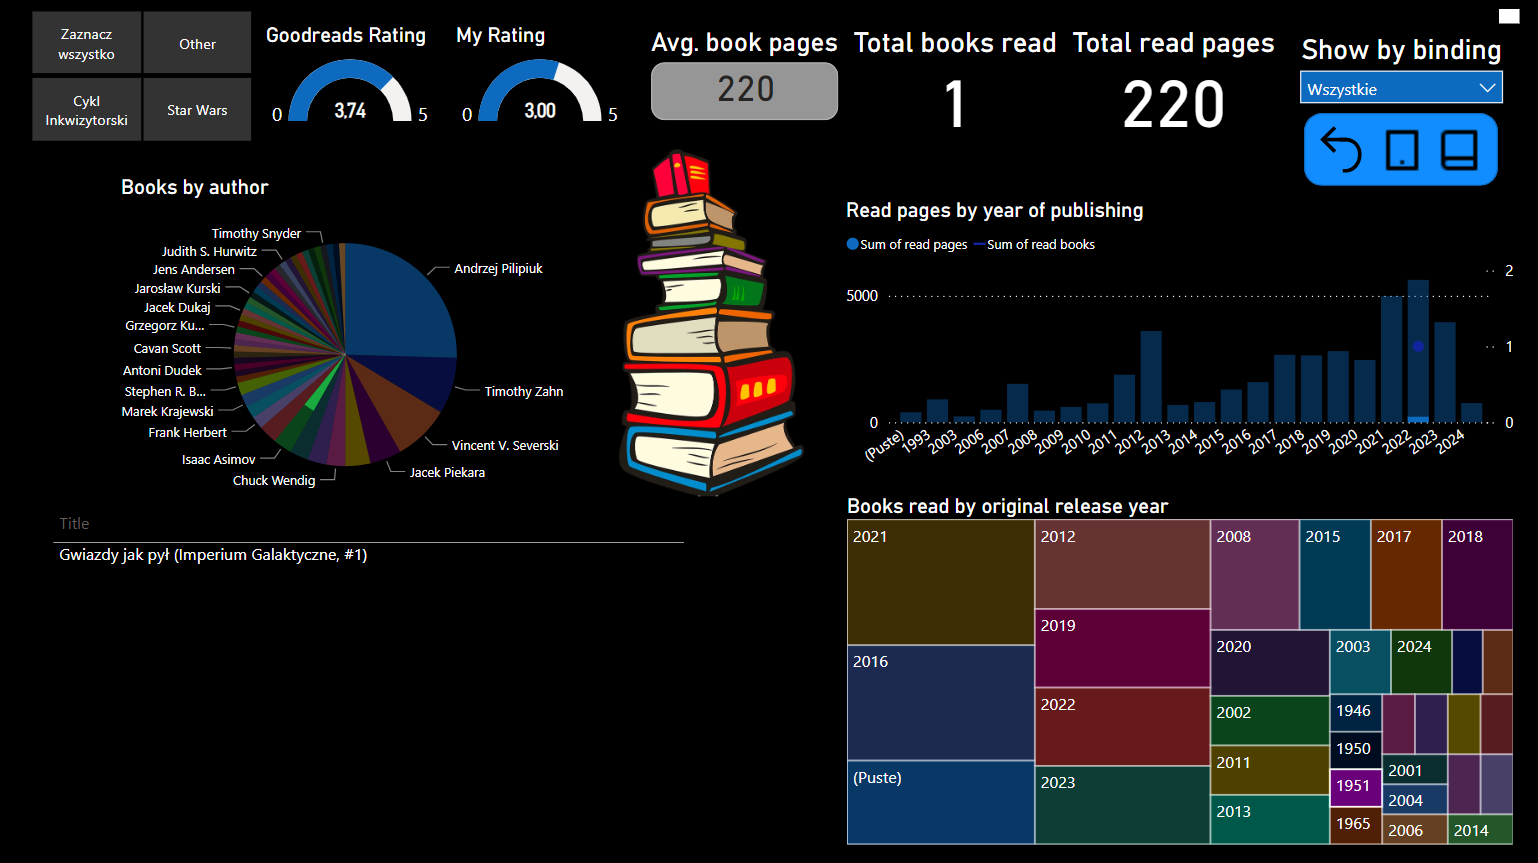 Zaznacz
wszystko
Other
Cykl
Inkwizytorski
Star Wars
Goodreads Rating
0
3,74
5
My Rating
0
3,00
5
Avg. book pages
220
Total books read
1
Total read pages
220
Show by binding
Wszystkie
Books by author
Timothy Snyder
Judith S. Hurwitz
Jens Andersen
Jarosław Kurski
Jacek Dukaj
Grzegorz Ku...
Cavan Scott
Antoni Dudek
Stephen R. B...
Marek Krajewski
Frank Herbert
Isaac Asimov
Chuck Wendig
Andrzej Pilipiuk
Timothy Zahn
Vincent V. Severski
Jacek Piekara
Title
Gwiazdy jak pył (Imperium Galaktyczne, #1)
Read pages by year of publishing
Sum of read pages
Sum of read books
5000
0
2
1
0
(Puste)
1993
2003
2006
2007
2008
2009
2010
2011
2012
2013
2014
2015
2016
2017
2018
2019
2020
2021
2022
2023
2024
Books read by original release year
2021
2016
(Puste)
2012
2019
2022
2023
2008
2015
2017
2018
2020
2003
2024
2002
2011
2013
1946
1950
1951
1965
2001
2004
2006
2014